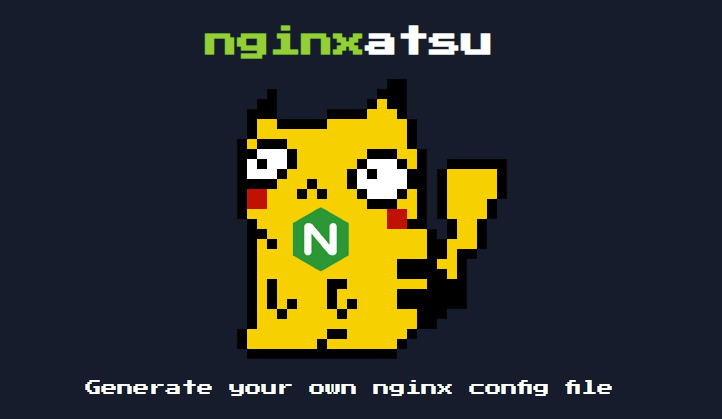 nginxatsu
N
Generate your own nginx config file